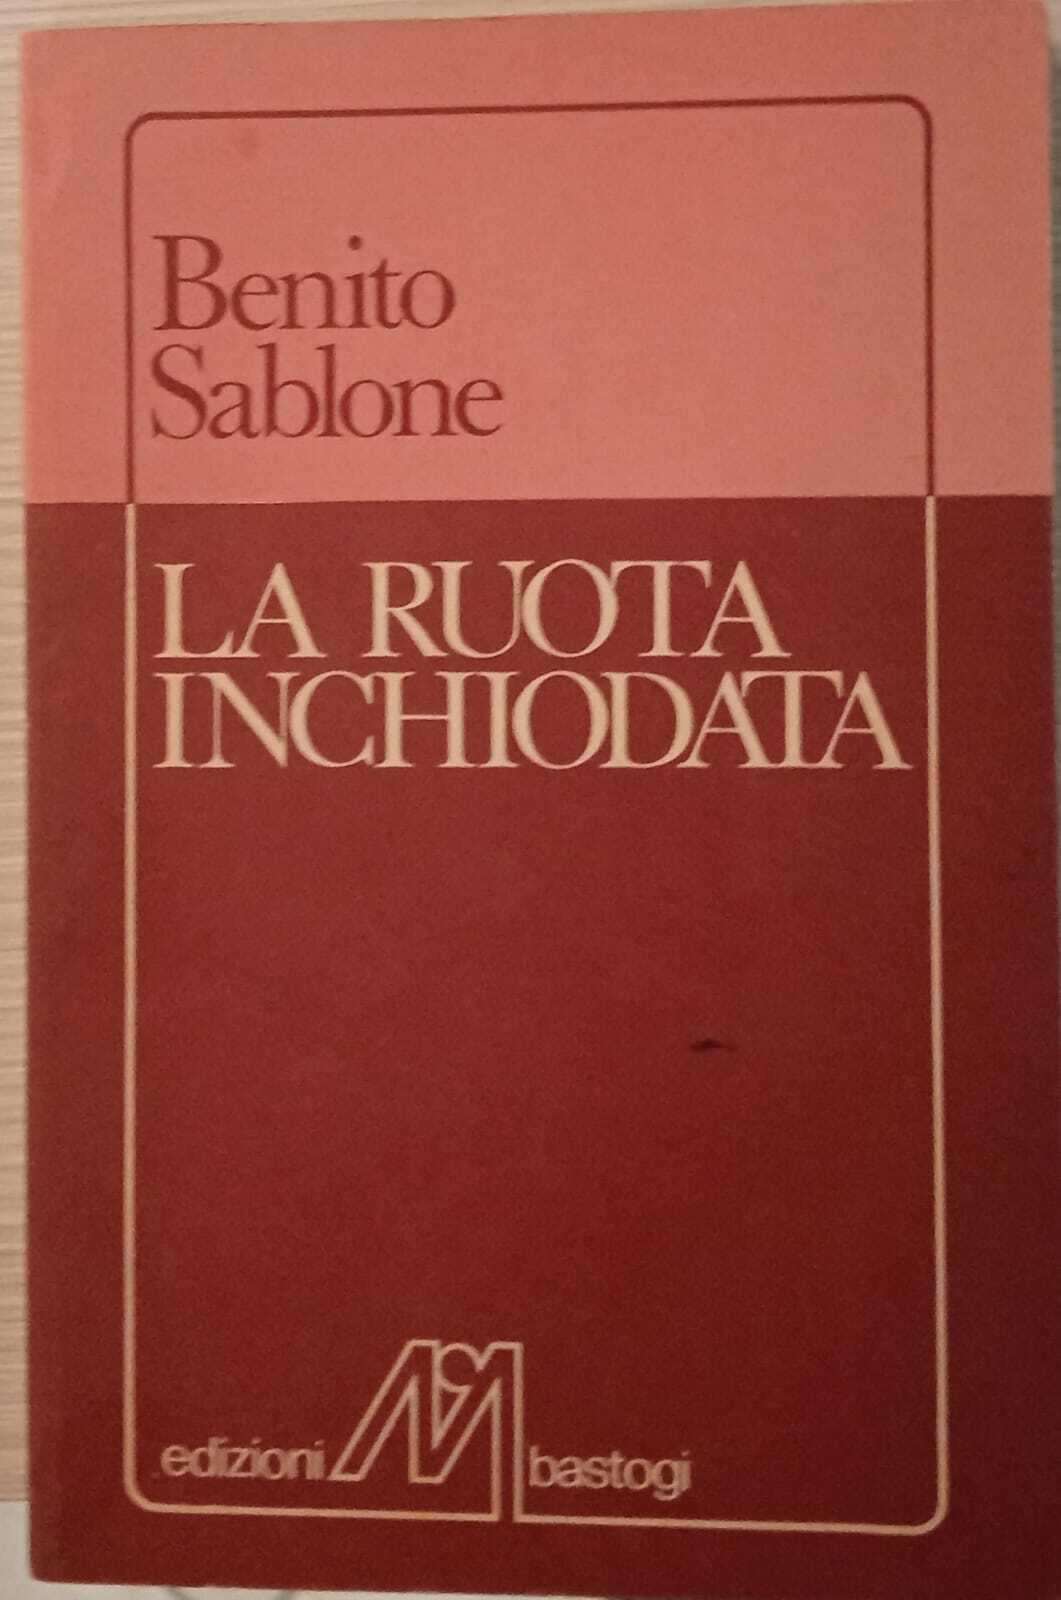 Benito
Sablone
LA RUOTA
INCHIODATA
edizioni bastogi